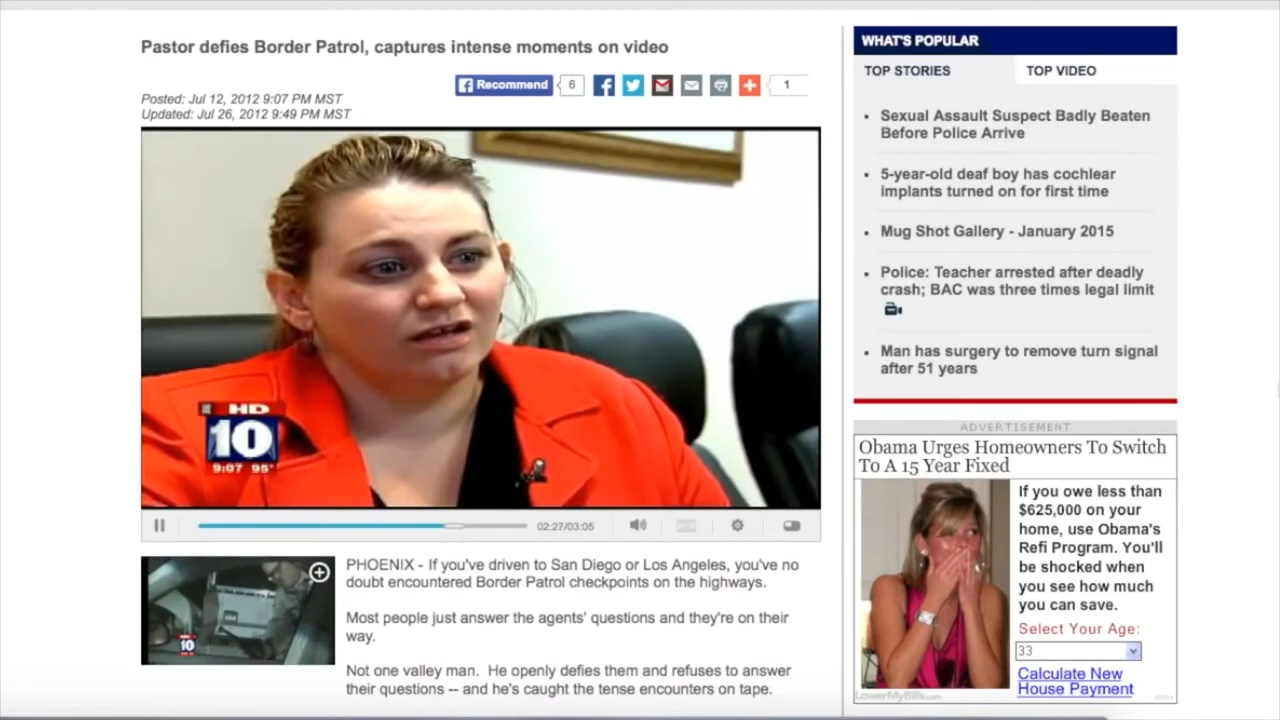 Pastor defies Border Patrol, captures intense moments on video
Recommend
6
1
Posted: Jul 12, 2012 9:07 PM MST
Updated: Jul 26, 2012 9:49 PM MST
HD
10
9:07 95°
02:27/03:05
10
PHOENIX - If you've driven to San Diego or Los Angeles, you've no
doubt encountered Border Patrol checkpoints on the highways.
Most people just answer the agents' questions and they're on their
way.
Not one valley man. He openly defies them and refuses to answer
their questions -- and he's caught the tense encounters on tape.
WHAT'S POPULAR
TOP STORIES
TOP VIDEO
Sexual Assault Suspect Badly Beaten
Before Police Arrive
5-year-old deaf boy has cochlear
implants turned on for first time
Mug Shot Gallery - January 2015
Police: Teacher arrested after deadly
crash; BAC was three times legal limit
Man has surgery to remove turn signal
after 51 years
ADVERTISEMENT
Obama Urges Homeowners To Switch
To A 15 Year Fixed
If you owe less than
$625,000 on your
home, use Obama's
Refi Program. You'll
be shocked when
you see how much
you can save.
Select Your Age:
33
Calculate New
House Payment
LowerMyBills.com